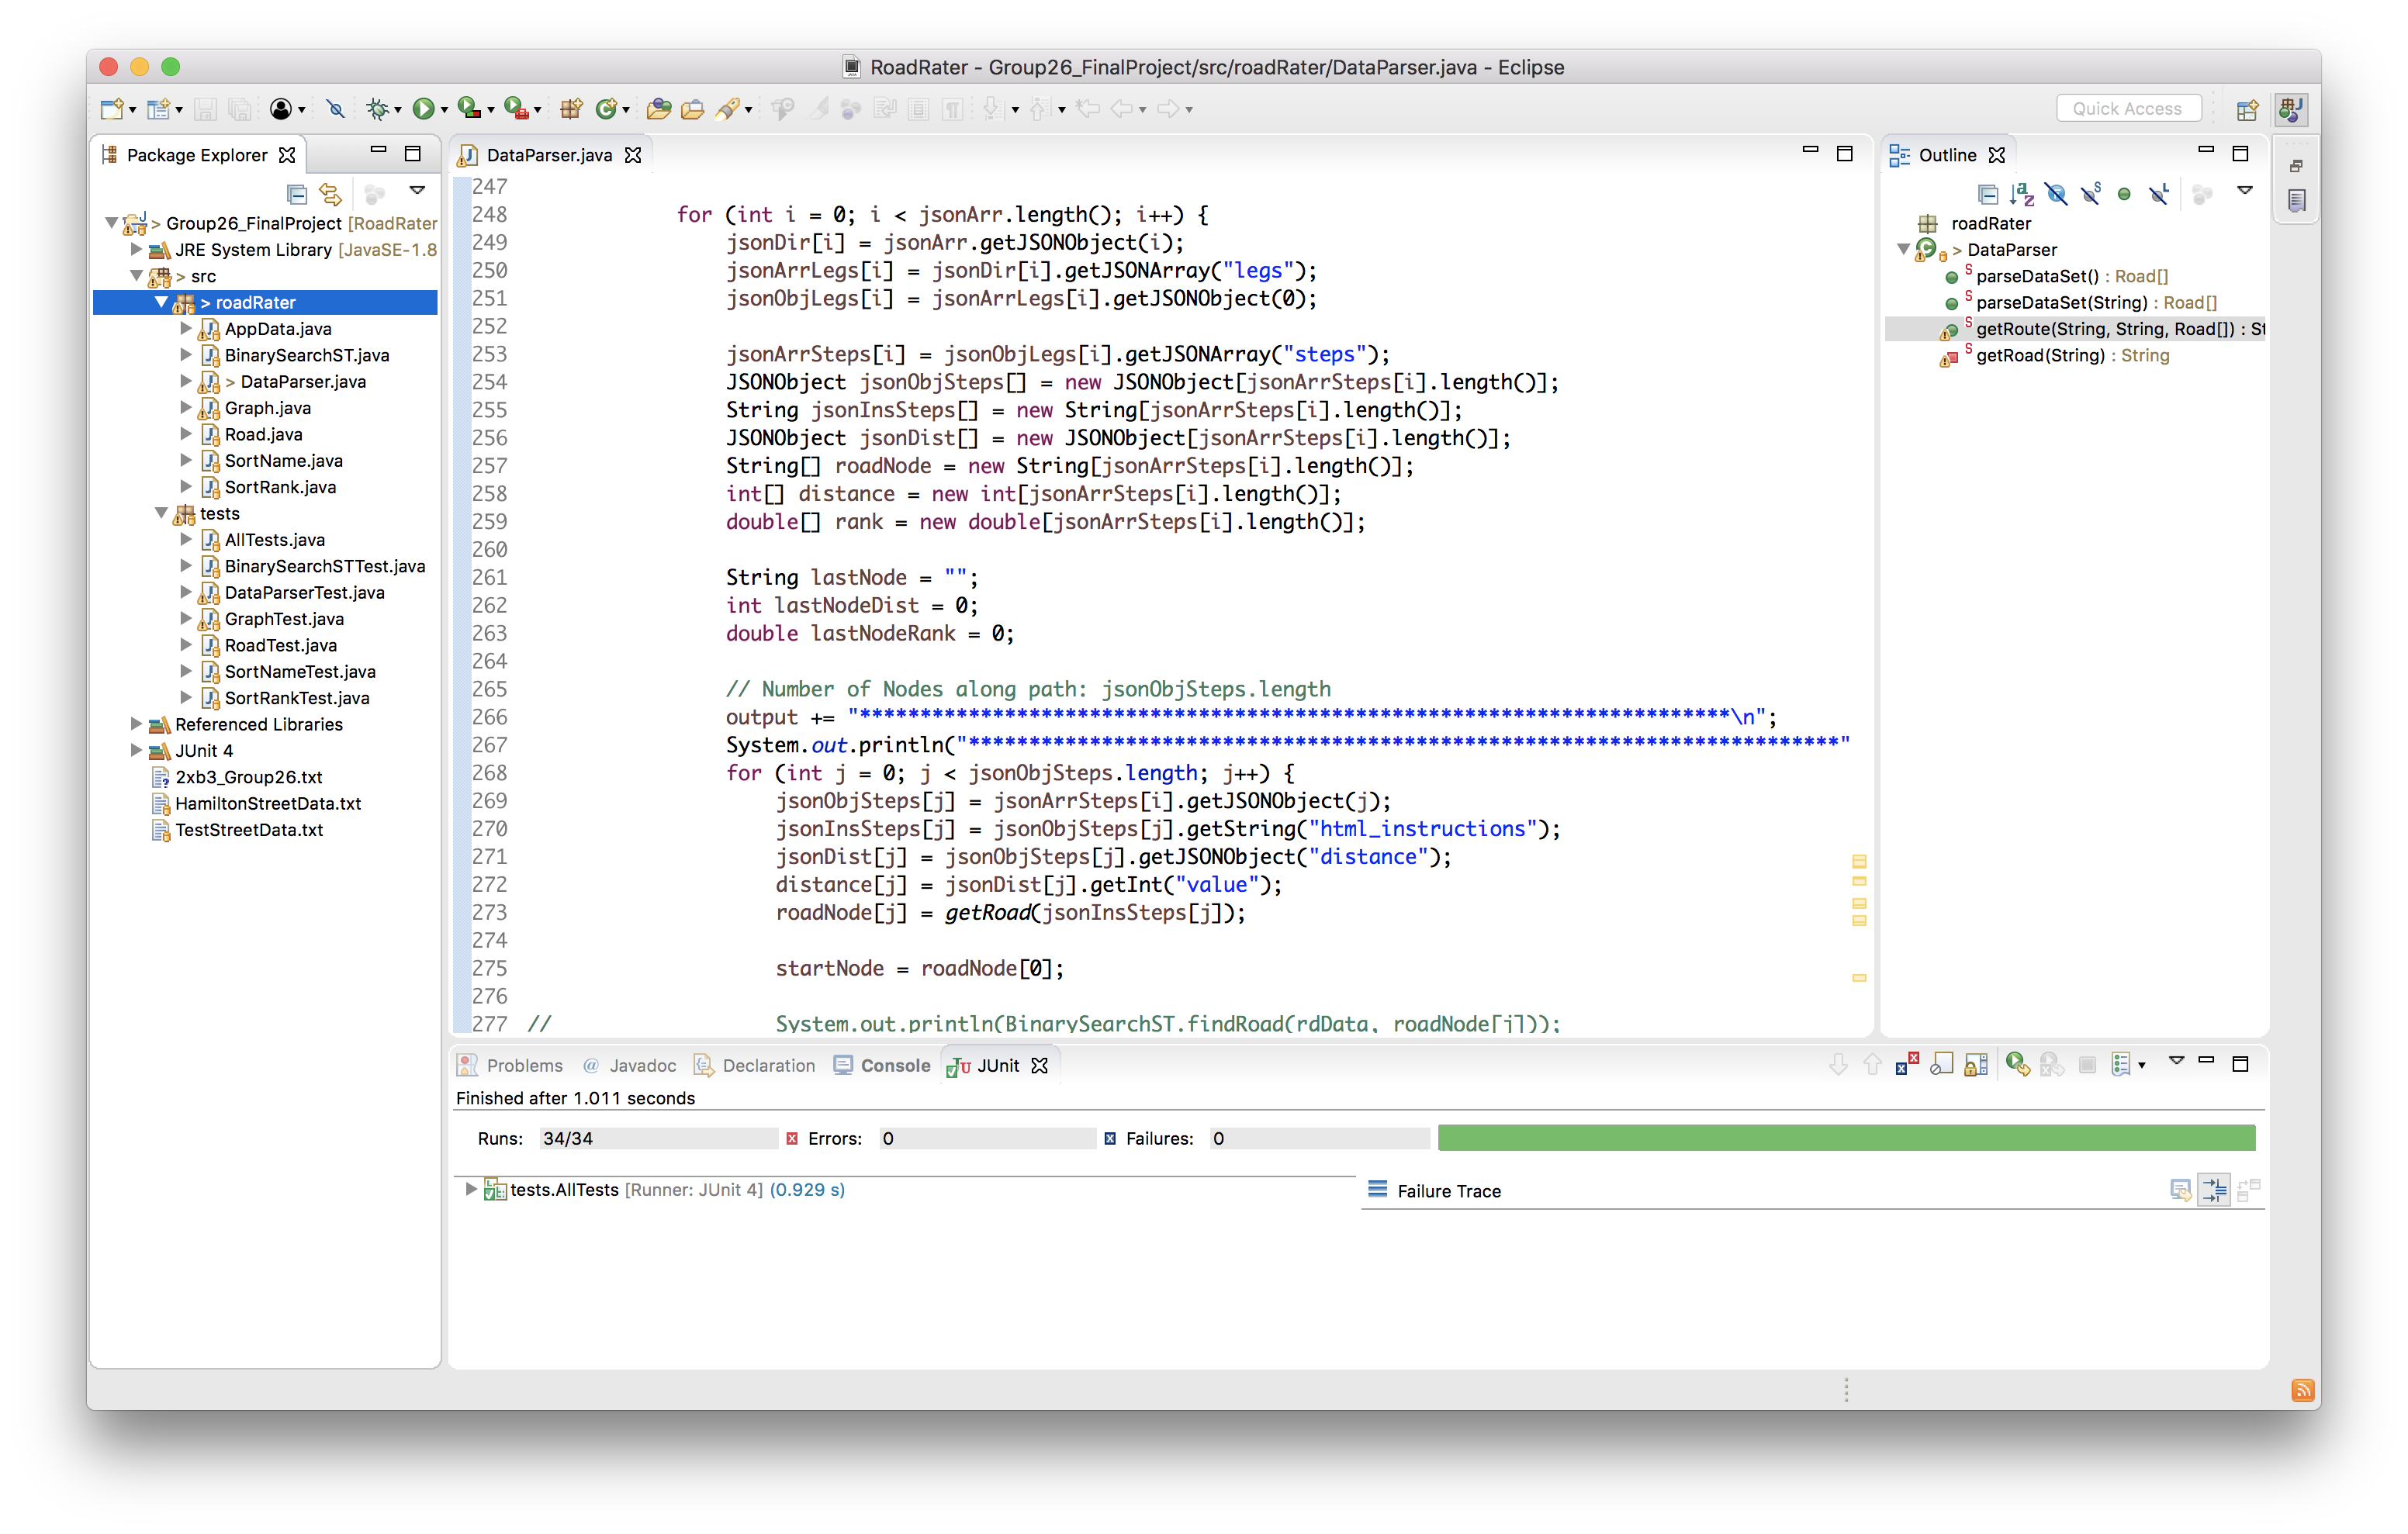 RoadRater - Group26_FinalProject/src/roadRater/DataParser.java - Eclipse
Quick Access
Package Explorer
> Group26_FinalProject [RoadRater
JRE System Library [JavaSE-1.8
> src
> roadRater
AppData.java
BinarySearchST.java
> DataParser.java
Graph.java
Road.java
SortName.java
SortRank.java
tests
AllTests.java
BinarySearchSTTest.java
DataParserTest.java
GraphTest.java
RoadTest.java
SortNameTest.java
SortRankTest.java
Referenced Libraries
JUnit 4
2xb3_Group26.txt
HamiltonStreetData.txt
TestStreetData.txt
DataParser.java
247
248 for (int i = 0; i < jsonArr.length(); i++) {
249 jsonDir[i] = jsonArr.getJSONObject(i);
250 jsonArrLegs[i] = jsonDir[i].getJSONArray("legs");
251 jsonObjLegs[i] = jsonArrLegs[i].getJSONObject(0);
252
253 jsonArrSteps[i] = jsonObjLegs[i].getJSONArray("steps");
254 JSONObject jsonObjSteps[] = new JSONObject[jsonArrSteps[i].length()];
255 String jsonInsSteps[] = new String[jsonArrSteps[i].length()];
256 JSONObject jsonDist[] = new JSONObject[jsonArrSteps[i].length()];
257 String[] roadNode = new String[jsonArrSteps[i].length()];
258 int[] distance = new int[jsonArrSteps[i].length()];
259 double[] rank = new double[jsonArrSteps[i].length()];
260
261 String lastNode = "";
262 int lastNodeDist = 0;
263 double lastNodeRank = 0;
264
265 // Number of Nodes along path: jsonObjSteps.length
266 output += "************************************************************************\n";
267 System.out.println("************************************************************************"
268 for (int j = 0; j < jsonObjSteps.length; j++) {
269 jsonObjSteps[j] = jsonArrSteps[i].getJSONObject(j);
270 jsonInsSteps[j] = jsonObjSteps[j].getString("html_instructions");
271 jsonDist[j] = jsonObjSteps[j].getJSONObject("distance");
272 distance[j] = jsonDist[j].getInt("value");
273 roadNode[j] = getRoad(jsonInsSteps[j]);
274
275 startNode = roadNode[0];
276
277 // System.out.println(BinarySearchST.findRoad(rdData, roadNode[j]));
Outline
roadRater
> DataParser
parseDataSet() : Road[]
parseDataSet(String) : Road[]
getRoute(String, String, Road[]) : St
getRoad(String) : String
Problems @ Javadoc Declaration Console JUnit
Finished after 1.011 seconds
Runs: 34/34 Errors: 0 Failures: 0
tests.AllTests [Runner: JUnit 4] (0.929 s)
Failure Trace